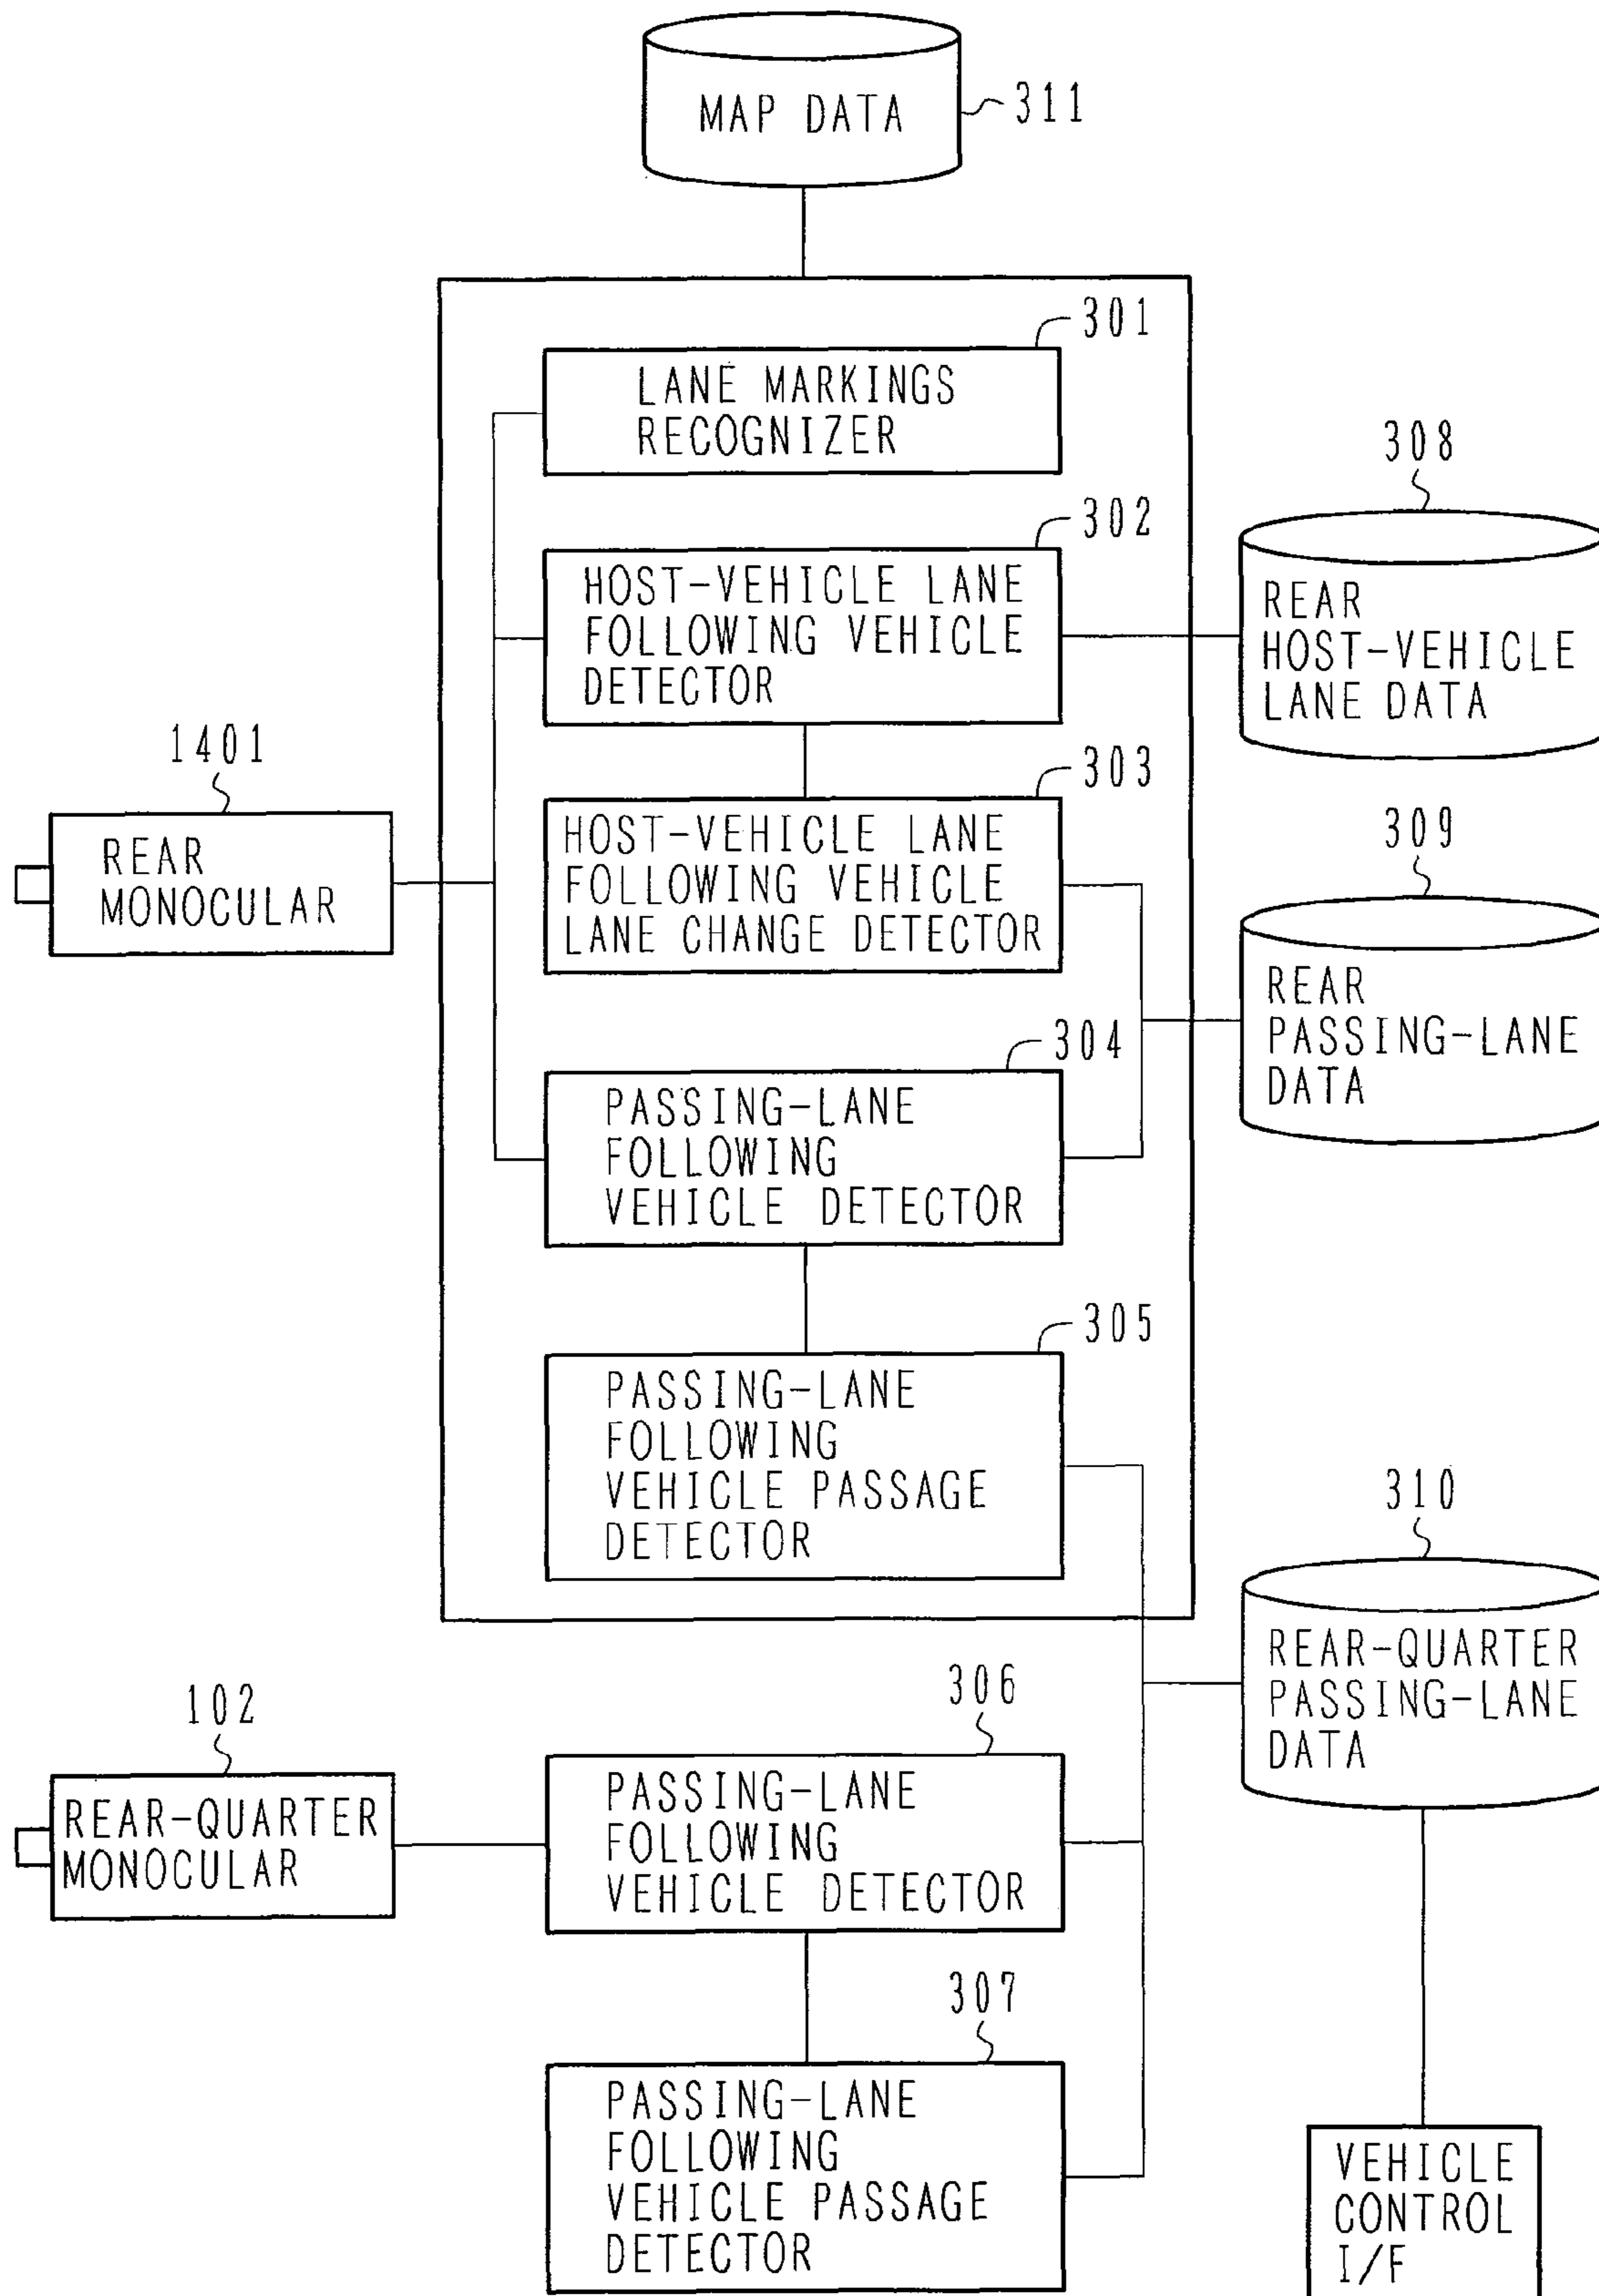 MAP DATA
311
301
LANE MARKINGS
RECOGNIZER
302
HOST-VEHICLE LANE
FOLLOWING VEHICLE
DETECTOR
308
REAR
HOST-VEHICLE
LANE DATA
1401
REAR
MONOCULAR
303
HOST-VEHICLE LANE
FOLLOWING VEHICLE
LANE CHANGE DETECTOR
309
REAR
PASSING-LANE
DATA
304
PASSING-LANE
FOLLOWING
VEHICLE DETECTOR
305
PASSING-LANE
FOLLOWING
VEHICLE PASSAGE
DETECTOR
310
REAR-QUARTER
PASSING-LANE
DATA
102
REAR-QUARTER
MONOCULAR
306
PASSING-LANE
FOLLOWING
VEHICLE DETECTOR
307
PASSING-LANE
FOLLOWING
VEHICLE PASSAGE
DETECTOR
VEHICLE
CONTROL
I/F